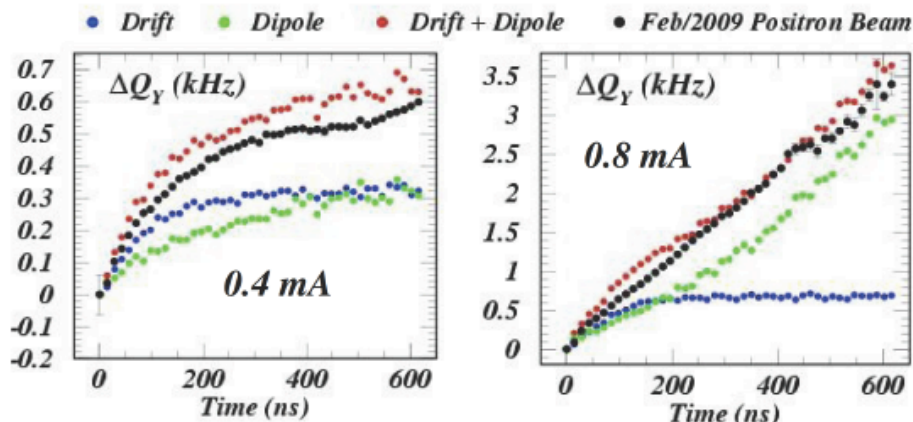 Drift Dipole Drift + Dipole Feb/2009 Positron Beam
ΔQ_Y (kHz)
0.7
0.6
0.5
0.4
0.3
0.2
0.1
0
-0.1
-0.2
0.4 mA
0 200 400 600
Time (ns)
ΔQ_Y (kHz)
3.5
3
2.5
2
1.5
1
0.5
0
0.8 mA
0 200 400 600
Time (ns)